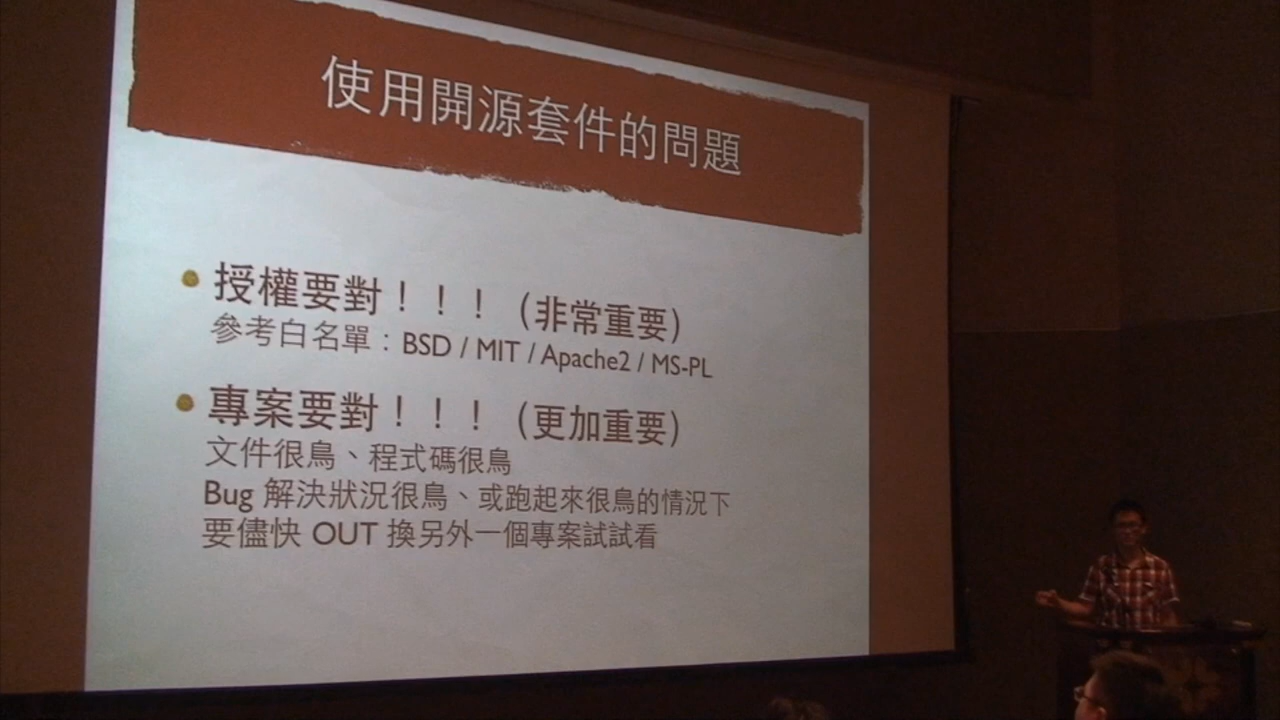 使用開源套件的問題
授權要對！！！（非常重要）
參考白名單：BSD / MIT / Apache2 / MS-PL
專案要對！！！（更加重要）
文件很鳥、程式碼很鳥
Bug 解決狀況很鳥、或跑起來很鳥的情況下
要儘快 OUT 換另外一個專案試試看